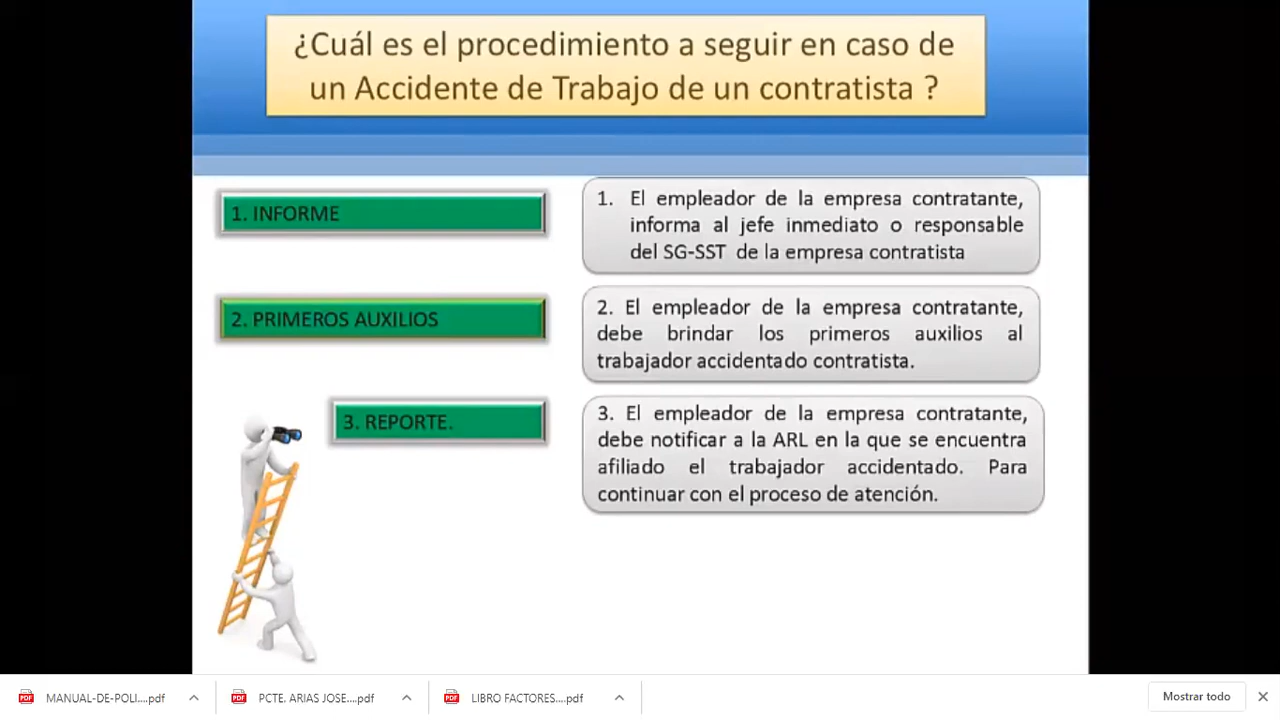 ¿Cuál es el procedimiento a seguir en caso de
un Accidente de Trabajo de un contratista ?
1. INFORME
1. El empleador de la empresa contratante,
informa al jefe inmediato o responsable
del SG-SST de la empresa contratista
2. PRIMEROS AUXILIOS
2. El empleador de la empresa contratante,
debe brindar los primeros auxilios al
trabajador accidentado contratista.
3. REPORTE.
3. El empleador de la empresa contratante,
debe notificar a la ARL en la que se encuentra
afiliado el trabajador accidentado. Para
continuar con el proceso de atención.
MANUAL-DE-POLI....pdf
PCTE. ARIAS JOSE....pdf
LIBRO FACTORES....pdf
Mostrar todo